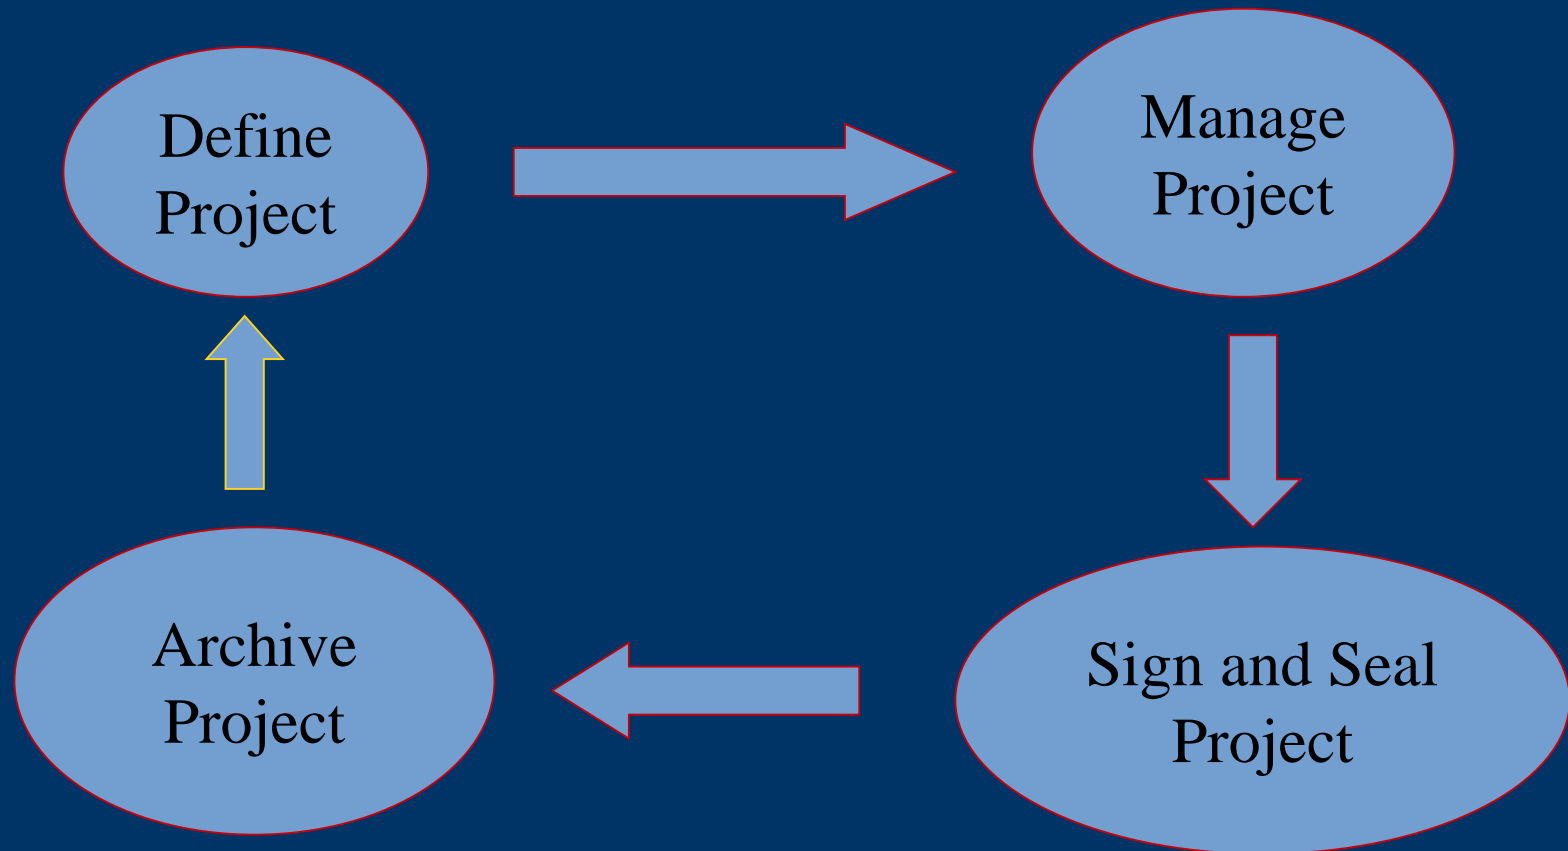 Define
Project
Manage
Project
Archive
Project
Sign and Seal
Project